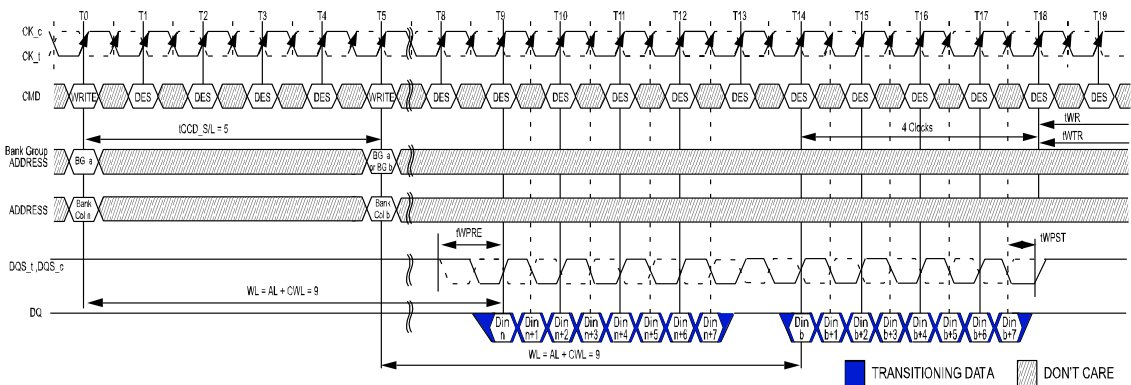 T0 T1 T2 T3 T4 T5 T8 T9 T10 T11 T12 T13 T14 T15 T16 T17 T18 T19
CK_c
CK_t
CMD WRITE DES DES DES DES WRITE DES DES DES DES DES DES DES DES DES DES DES DES
tCCD_S/L = 5
4 Clocks
tWR
tWTR
Bank Group
ADDRESS
BG a
BG a
or BG b
ADDRESS
Bank
Col n
Bank
Col b
tWPRE
tWPST
DQS_t ,DQS_c
WL = AL + CWL = 9
DQ
Din Din Din Din Din Din Din Din Din Din Din Din Din Din Din Din
n n+1 n+2 n+3 n+4 n+5 n+6 n+7 b b+1 b+2 b+3 b+4 b+5 b+6 b+7
WL = AL + CWL = 9
TRANSITIONING DATA DON'T CARE